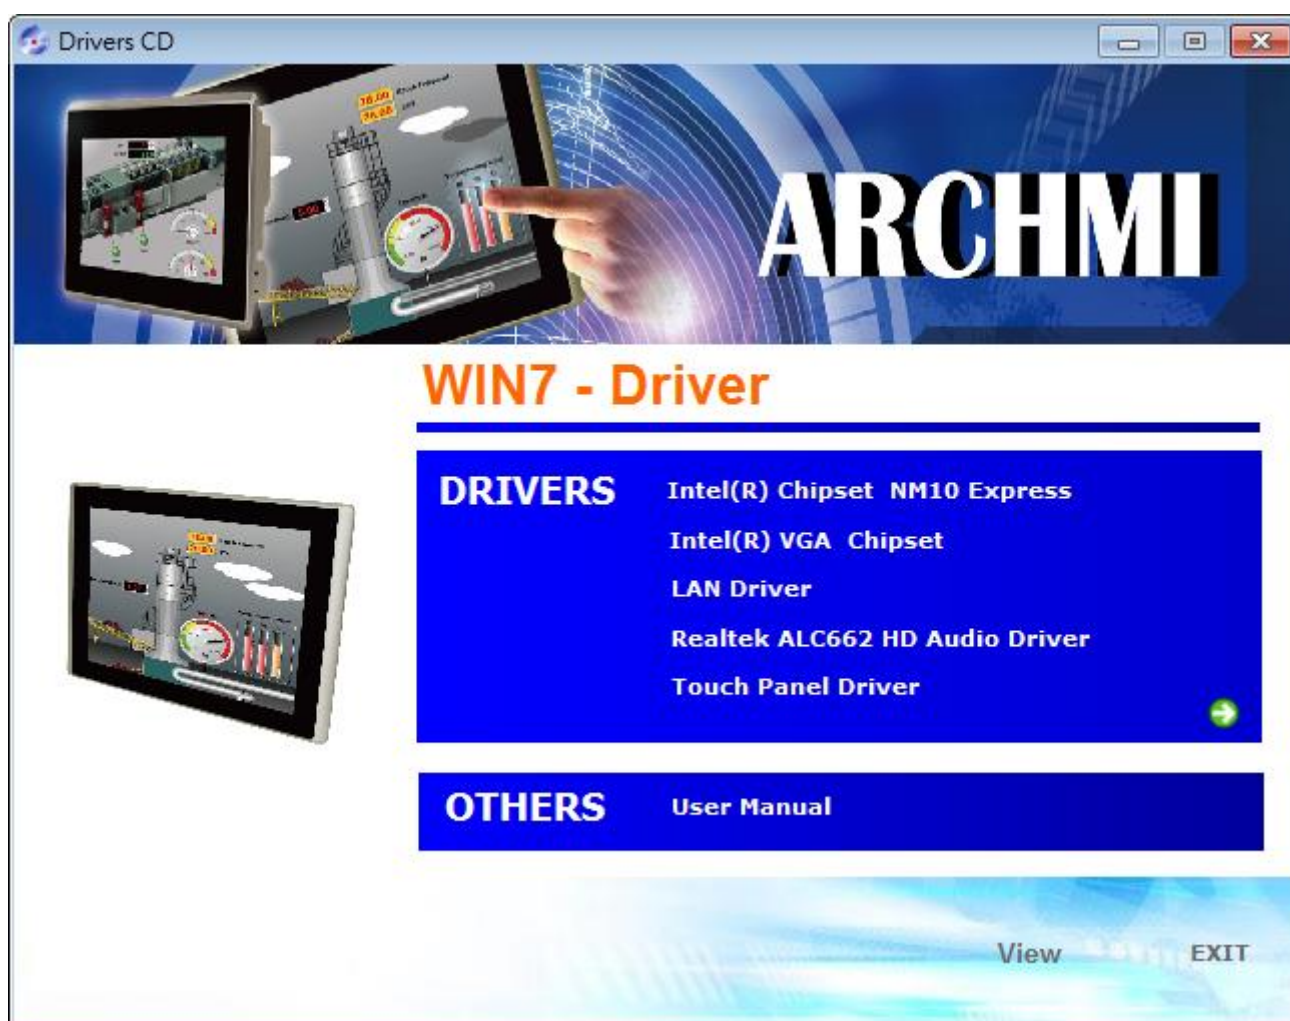 Drivers CD
ARCHMI
WIN7 - Driver
DRIVERS
Intel(R) Chipset  NM10 Express
Intel(R) VGA  Chipset
LAN Driver
Realtek ALC662 HD Audio Driver
Touch Panel Driver
OTHERS
User Manual
View
EXIT